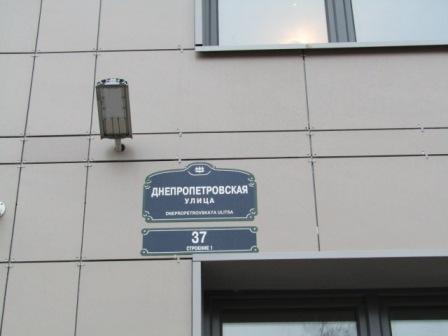 ДНЕПРОПЕТРОВСКАЯ
УЛИЦА
DNEPROPETROVSKAYA ULITSA
37
СТРОЕНИЕ 1